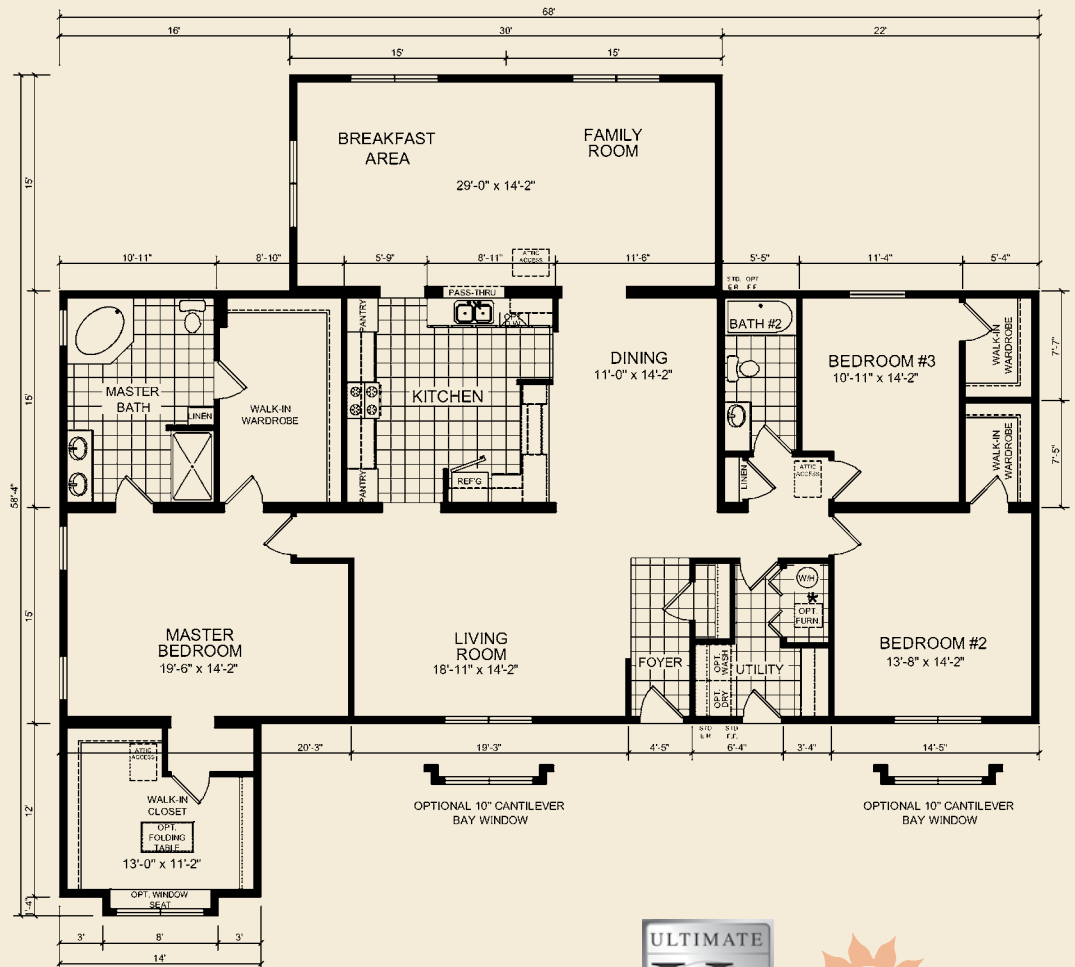 68'
16'
30'
22'
15'
15'
15'
BREAKFAST
AREA
FAMILY
ROOM
29'-0" x 14'-2"
10'-11"
8'-10"
5'-9"
8'-11"
ATTIC
ACCESS
11'-6"
5'-5"
11'-4"
5'-4"
STD. OPT.
PASS-THRU
PANTRY
BATH #2
DINING
11'-0" x 14'-2"
BEDROOM #3
10'-11" x 14'-2"
WALK-IN
WARDROBE
7'-7"
15'
MASTER
BATH
LINEN
WALK-IN
WARDROBE
KITCHEN
PANTRY
REF'G
LINEN
ATTIC
ACCESS
WALK-IN
WARDROBE
7'-5"
58'-4"
15'
MASTER
BEDROOM
19'-6" x 14'-2"
LIVING
ROOM
18'-11" x 14'-2"
FOYER
OPT. WASH
OPT. DRY
UTILITY
W/H
*
OPT.
FURN.
BEDROOM #2
13'-8" x 14'-2"
20'-3"
19'-3"
4'-5"
6'-4"
3'-4"
14'-5"
12'
ATTIC
ACCESS
WALK-IN
CLOSET
OPT.
FOLDING
TABLE
13'-0" x 11'-2"
OPTIONAL 10" CANTILEVER
BAY WINDOW
OPTIONAL 10" CANTILEVER
BAY WINDOW
OPT. WINDOW
SEAT
1'-4"
3'
8'
3'
14'
ULTIMATE